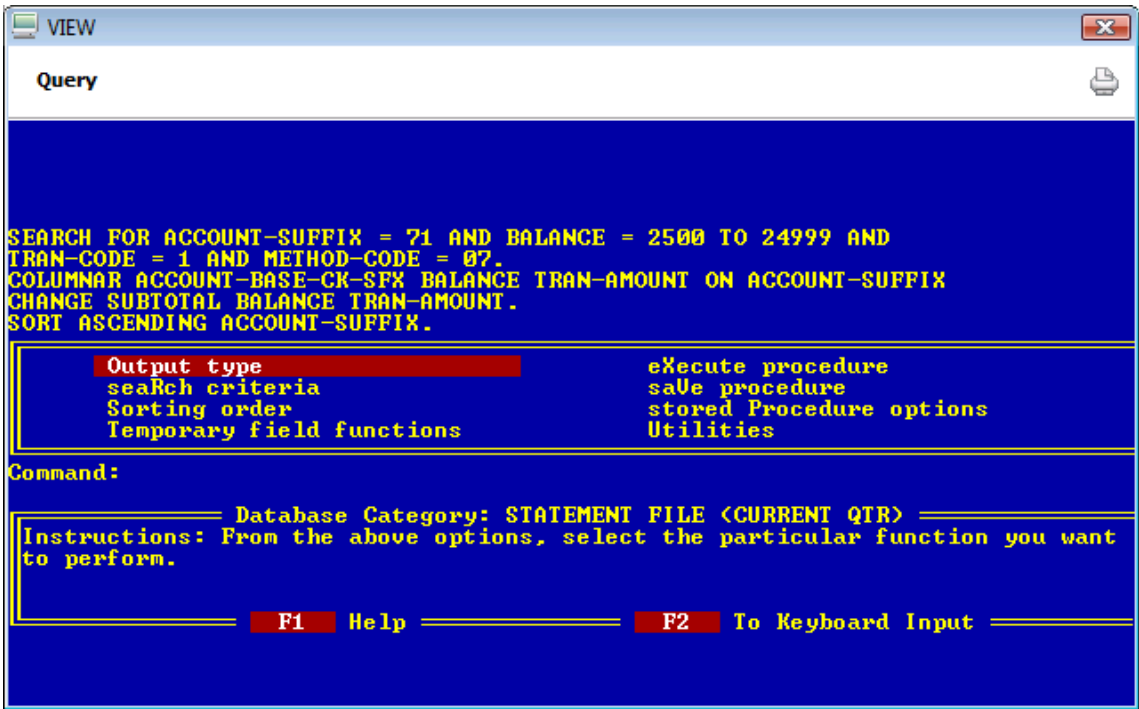 VIEW
Query
SEARCH FOR ACCOUNT-SUFFIX = 71 AND BALANCE = 2500 TO 24999 AND
TRAN-CODE = 1 AND METHOD-CODE = 07.
COLUMNAR ACCOUNT-BASE-CK-SFX BALANCE TRAN-AMOUNT ON ACCOUNT-SUFFIX
CHANGE SUBTOTAL BALANCE TRAN-AMOUNT.
SORT ASCENDING ACCOUNT-SUFFIX.
Output type eXecute procedure
seaRch criteria saVe procedure
Sorting order stored Procedure options
Temporary field functions Utilities
Command:
Database Category: STATEMENT FILE (CURRENT QTR)
Instructions: From the above options, select the particular function you want
to perform.
F1 Help F2 To Keyboard Input